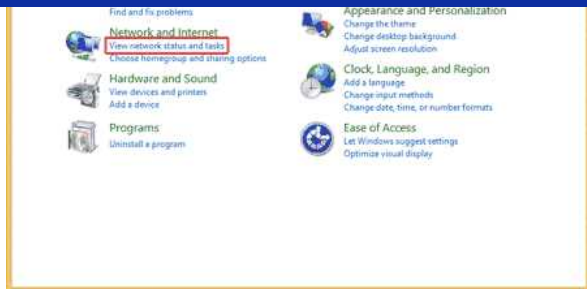 Find and fix problems
Network and Internet
View network status and tasks
Choose homegroup and sharing options
Hardware and Sound
View devices and printers
Add a device
Programs
Uninstall a program
Appearance and Personalization
Change the theme
Change desktop background
Adjust screen resolution
Clock, Language, and Region
Add a language
Change input methods
Change date, time, or number formats
Ease of Access
Let Windows suggest settings
Optimize visual display